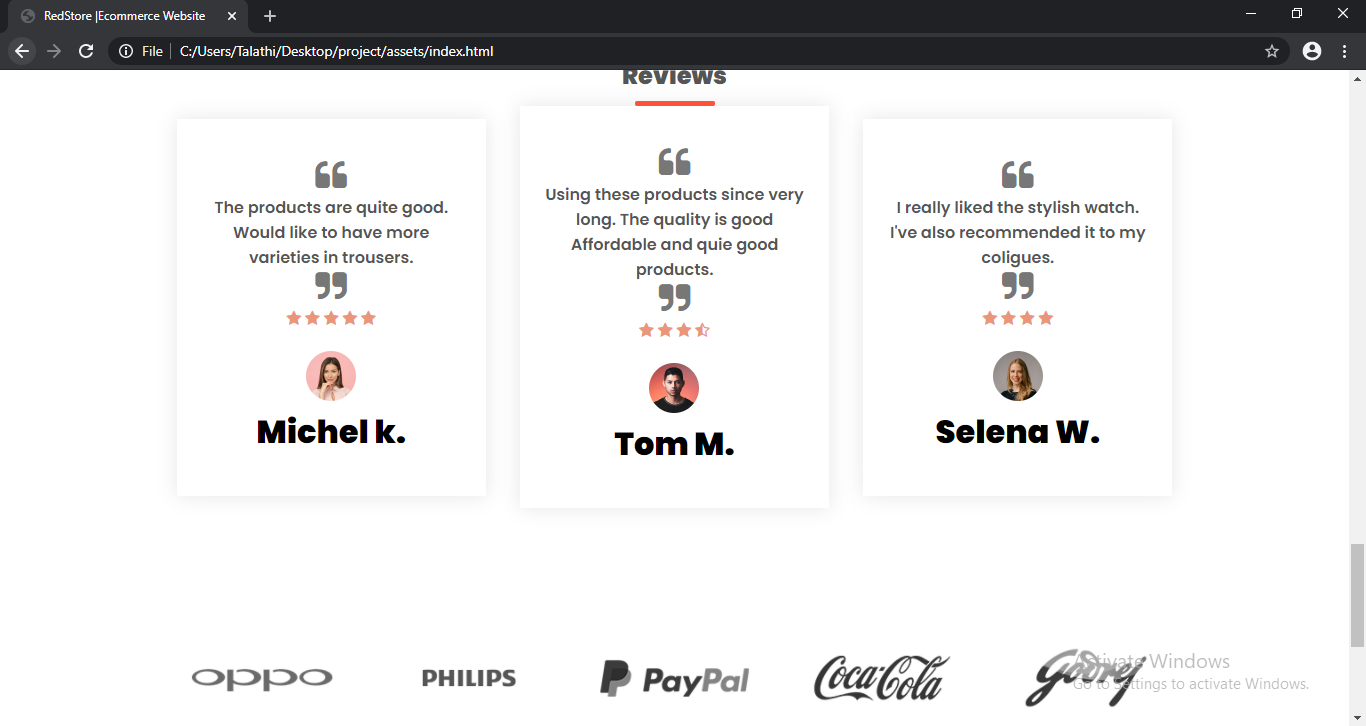 RedStore |Ecommerce Website
File C:/Users/Talathi/Desktop/project/assets/index.html
Reviews
The products are quite good.
Would like to have more
varieties in trousers.
Michel k.
Using these products since very
long. The quality is good
Affordable and quie good
products.
Tom M.
I really liked the stylish watch.
I've also recommended it to my
coligues.
Selena W.
oppo
PHILIPS
PayPal
Coca-Cola
Godrej
Activate Windows
Go to Settings to activate Windows.